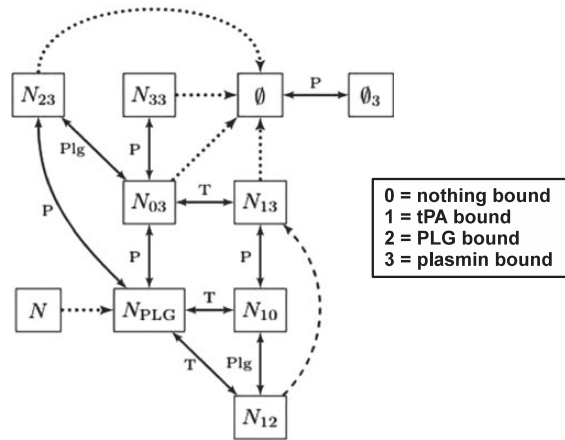 N₂₃
N₃₃
∅
P
∅₃
Plg
P
P
N₀₃
T
N₁₃
P
P
N
N_PLG
T
N₁₀
T
Plg
N₁₂
0 = nothing bound
1 = tPA bound
2 = PLG bound
3 = plasmin bound